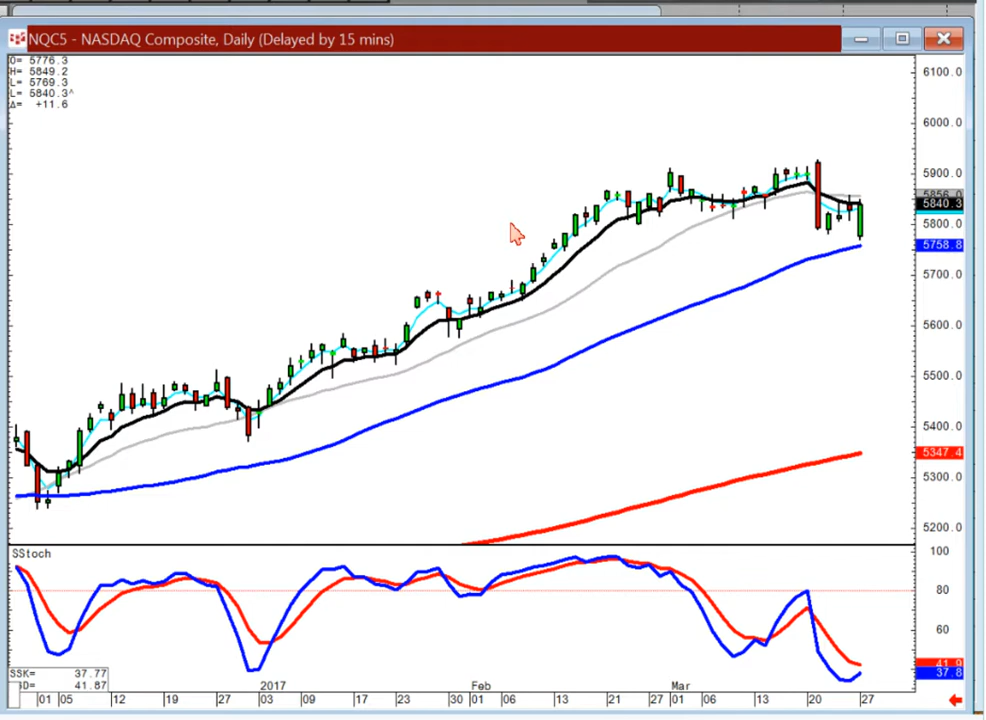 NQC5 - NASDAQ Composite, Daily (Delayed by 15 mins)
O= 5776.3
H= 5849.2
L= 5769.3
L= 5840.3^
Δ= +11.6
6100.0
6000.0
5900.0
5856.0
5840.3
5800.0
5758.8
5700.0
5600.0
5500.0
5400.0
5347.4
5300.0
5200.0
SStoch
100
80
60
41.9
37.8
SSK= 37.77
D= 41.87
2017 Feb Mar
01 05 12 19 27 03 09 17 23 30 01 06 13 21 27 01 06 13 20 27